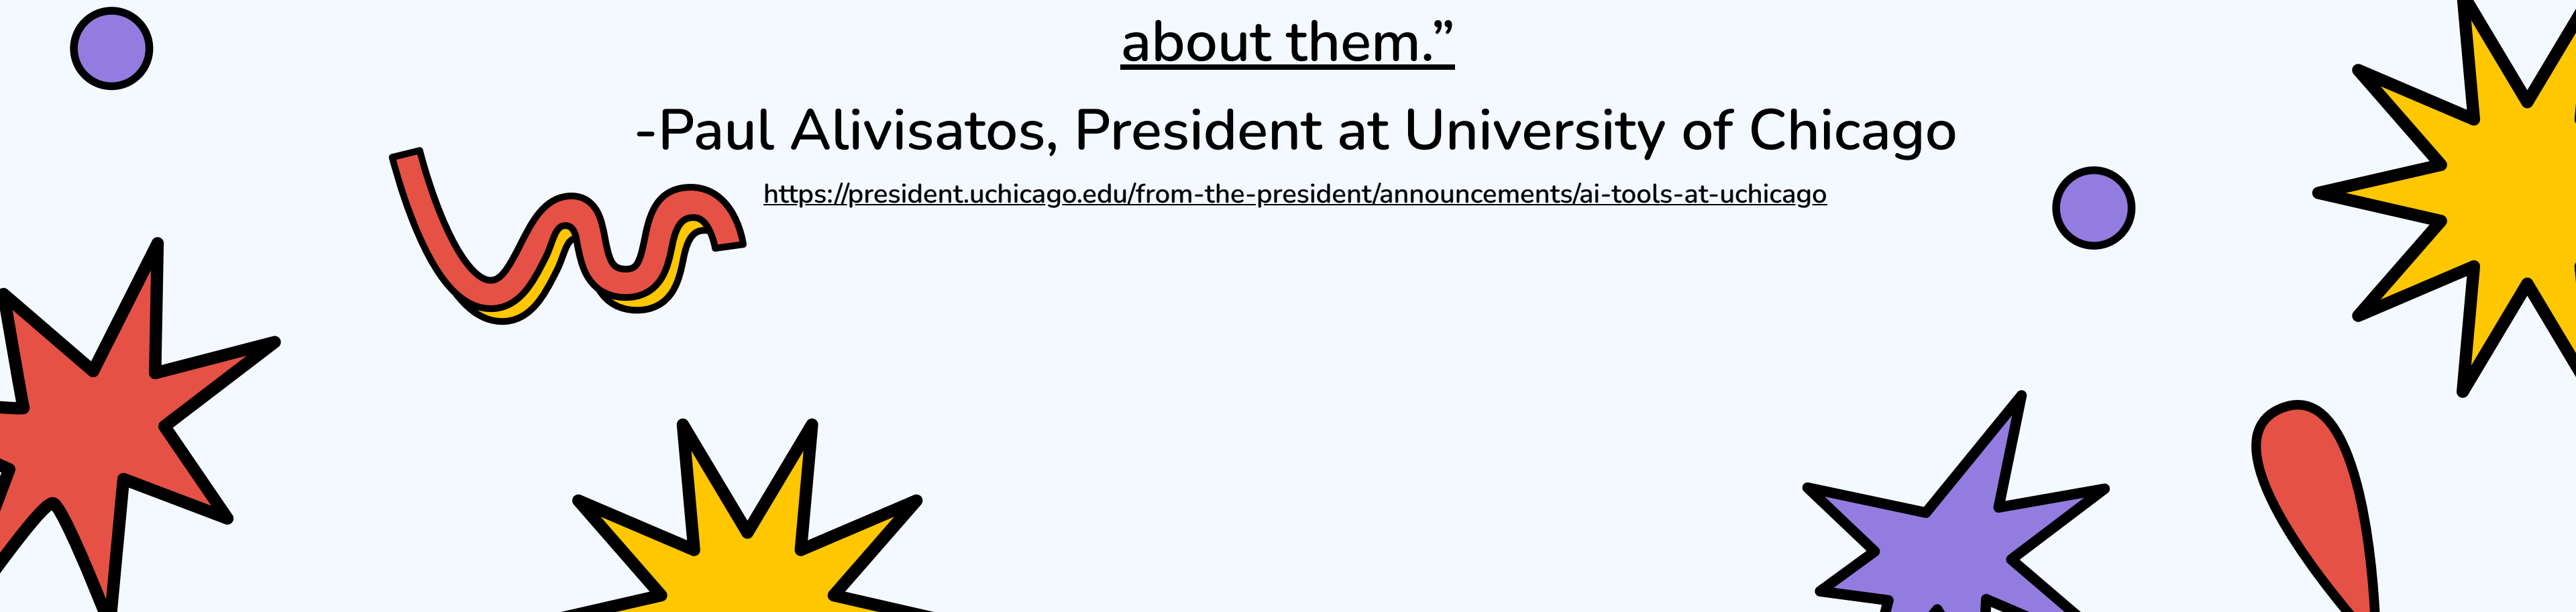 about them.”
-Paul Alivisatos, President at University of Chicago
https://president.uchicago.edu/from-the-president/announcements/ai-tools-at-uchicago